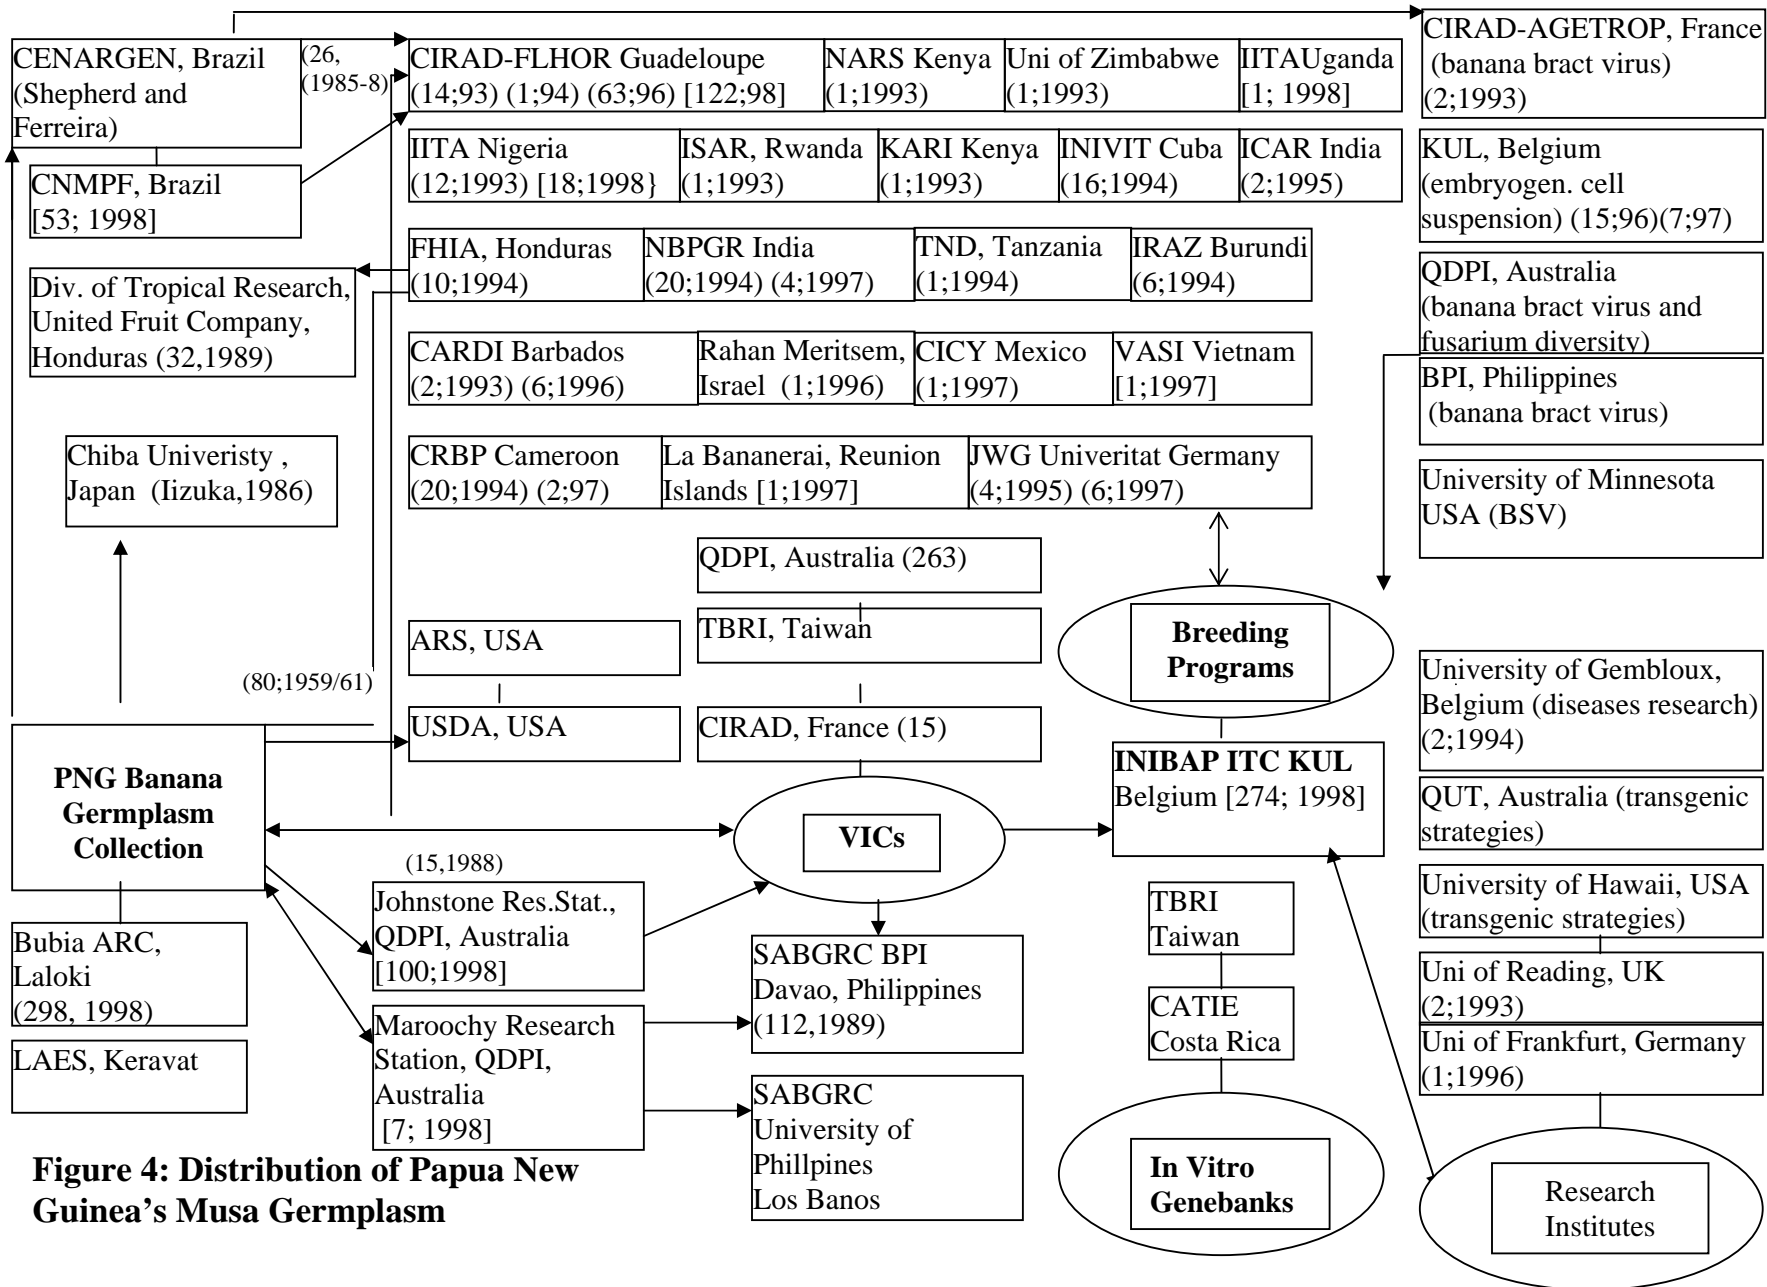 CENARGEN, Brazil
(Shepherd and
Ferreira)
(26,
(1985-8)
CNMPF, Brazil
[53; 1998]
Div. of Tropical Research,
United Fruit Company,
Honduras (32,1989)
Chiba Univeristy ,
Japan  (Iizuka,1986)
(80;1959/61)
CIRAD-FLHOR Guadeloupe
(14;93) (1;94) (63;96) [122;98]
NARS Kenya
(1;1993)
Uni of Zimbabwe
(1;1993)
IITAUganda
[1; 1998]
IITA Nigeria
(12;1993) [18;1998}
ISAR, Rwanda
(1;1993)
KARI Kenya
(1;1993)
INIVIT Cuba
(16;1994)
ICAR India
(2;1995)
FHIA, Honduras
(10;1994)
NBPGR India
(20;1994) (4;1997)
TND, Tanzania
(1;1994)
IRAZ Burundi
(6;1994)
CARDI Barbados
(2;1993) (6;1996)
Rahan Meritsem,
Israel  (1;1996)
CICY Mexico
(1;1997)
VASI Vietnam
[1;1997]
CRBP Cameroon
(20;1994) (2;97)
La Bananerai, Reunion
Islands [1;1997]
JWG Univeritat Germany
(4;1995) (6;1997)
QDPI, Australia (263)
TBRI, Taiwan
CIRAD, France (15)
ARS, USA
USDA, USA
Breeding
Programs
INIBAP ITC KUL
Belgium [274; 1998]
VICs
PNG Banana
Germplasm
Collection
Bubia ARC,
Laloki
(298, 1998)
LAES, Keravat
(15,1988)
Johnstone Res.Stat.,
QDPI, Australia
[100;1998]
Maroochy Research
Station, QDPI,
Australia
[7; 1998]
SABGRC BPI
Davao, Philippines
(112,1989)
SABGRC
University of
Phillpines
Los Banos
TBRI
Taiwan
CATIE
Costa Rica
In Vitro
Genebanks
CIRAD-AGETROP, France
(banana bract virus)
(2;1993)
KUL, Belgium
(embryogen. cell
suspension) (15;96)(7;97)
QDPI, Australia
(banana bract virus and
fusarium diversity)
BPI, Philippines
(banana bract virus)
University of Minnesota
USA (BSV)
University of Gembloux,
Belgium (diseases research)
(2;1994)
QUT, Australia (transgenic
strategies)
University of Hawaii, USA
(transgenic strategies)
Uni of Reading, UK
(2;1993)
Uni of Frankfurt, Germany
(1;1996)
Research
Institutes
Figure 4: Distribution of Papua New
Guinea's Musa Germplasm